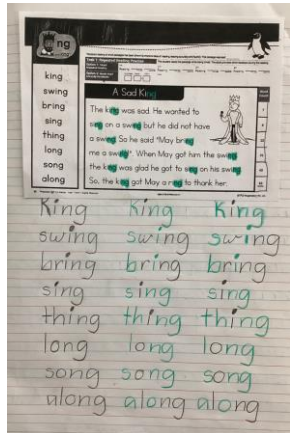 ng
king
swing
bring
sing
thing
long
song
along
A Sad King
The king was sad. He wanted to
sing on a swing but he did not have
a swing. So he said "May bring
me a swing". When May got him the swing
the king was glad he got to sing on his swing.
So, the king got May a ring to thank her.
King King King
swing swing swing
bring bring bring
sing sing sing
thing thing thing
long long long
song song song
along along along